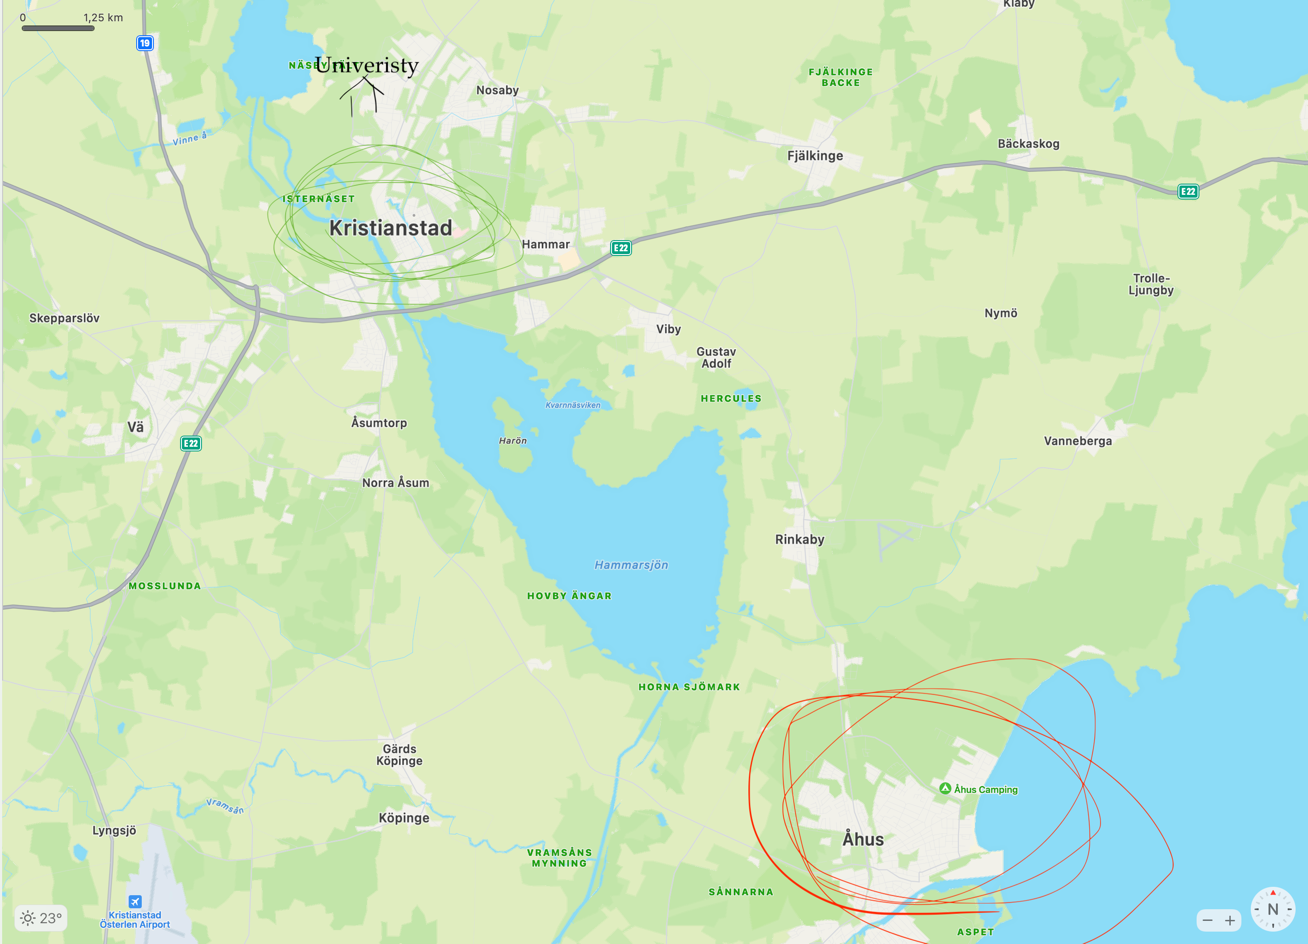 0 1,25 km
Kiaby
19
NÄSBY
Univeristy
FJÄLKINGE
BACKE
Nosaby
Vinne å
Bäckaskog
Fjälkinge
E22
ISTERNÄSET
Kristianstad
Hammar
E22
Trolle-
Ljungby
Skepparslöv
Nymö
Viby
Gustav
Adolf
HERCULES
Kvarnnäsviken
Åsumtorp
Vä
Harön
E22
Vanneberga
Norra Åsum
Rinkaby
Hammarsjön
MOSSLUNDA
HOVBY ÄNGAR
HORNA SJÖMARK
Gärds
Köpinge
Åhus Camping
Vramsån
Köpinge
Lyngsjö
Åhus
VRAMSÅNS
MYNNING
SÅNNARNA
Kristianstad
Österlen Airport
23°
N
ASPET